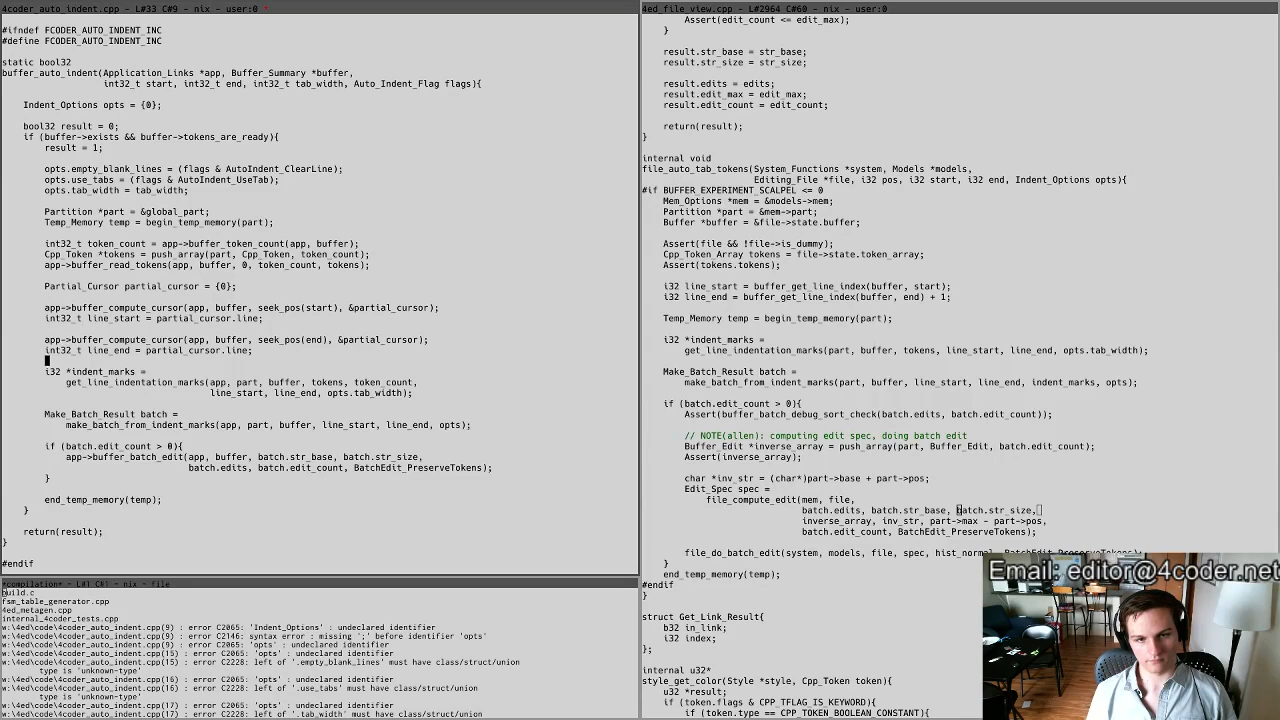 4coder_auto_indent.cpp - L#33 C#9 - nix - user:0 *
#ifndef FCODER_AUTO_INDENT_INC
#define FCODER_AUTO_INDENT_INC
static bool32
buffer_auto_indent(Application_Links *app, Buffer_Summary *buffer,
int32_t start, int32_t end, int32_t tab_width, Auto_Indent_Flag flags){
Indent_Options opts = {0};
bool32 result = 0;
if (buffer->exists && buffer->tokens_are_ready){
result = 1;
opts.empty_blank_lines = (flags & AutoIndent_ClearLine);
opts.use_tabs = (flags & AutoIndent_UseTab);
opts.tab_width = tab_width;
Partition *part = &global_part;
Temp_Memory temp = begin_temp_memory(part);
int32_t token_count = app->buffer_token_count(app, buffer);
Cpp_Token *tokens = push_array(part, Cpp_Token, token_count);
app->buffer_read_tokens(app, buffer, 0, token_count, tokens);
Partial_Cursor partial_cursor = {0};
app->buffer_compute_cursor(app, buffer, seek_pos(start), &partial_cursor);
int32_t line_start = partial_cursor.line;
app->buffer_compute_cursor(app, buffer, seek_pos(end), &partial_cursor);
int32_t line_end = partial_cursor.line;
i32 *indent_marks =
get_line_indentation_marks(app, part, buffer, tokens, token_count,
line_start, line_end, opts.tab_width);
Make_Batch_Result batch =
make_batch_from_indent_marks(app, part, buffer, line_start, line_end, opts);
if (batch.edit_count > 0){
app->buffer_batch_edit(app, buffer, batch.str_base, batch.str_size,
batch.edits, batch.edit_count, BatchEdit_PreserveTokens);
}
end_temp_memory(temp);
}
return(result);
}
#endif
*compilation* - L#1 C#1 - nix - file
build.c
fsm_table_generator.cpp
4ed_metagen.cpp
internal_4coder_tests.cpp
w:\4ed\code\4coder_auto_indent.cpp(9) : error C2065: 'Indent_Options' : undeclared identifier
w:\4ed\code\4coder_auto_indent.cpp(9) : error C2146: syntax error : missing ';' before identifier 'opts'
w:\4ed\code\4coder_auto_indent.cpp(9) : error C2065: 'opts' : undeclared identifier
w:\4ed\code\4coder_auto_indent.cpp(15) : error C2065: 'opts' : undeclared identifier
w:\4ed\code\4coder_auto_indent.cpp(15) : error C2228: left of '.empty_blank_lines' must have class/struct/union
type is 'unknown-type'
w:\4ed\code\4coder_auto_indent.cpp(16) : error C2065: 'opts' : undeclared identifier
w:\4ed\code\4coder_auto_indent.cpp(16) : error C2228: left of '.use_tabs' must have class/struct/union
type is 'unknown-type'
w:\4ed\code\4coder_auto_indent.cpp(17) : error C2065: 'opts' : undeclared identifier
w:\4ed\code\4coder_auto_indent.cpp(17) : error C2228: left of '.tab_width' must have class/struct/union
4ed_file_view.cpp - L#2964 C#60 - nix - user:0
Assert(edit_count <= edit_max);
}
result.str_base = str_base;
result.str_size = str_size;
result.edits = edits;
result.edit_max = edit_max;
result.edit_count = edit_count;
return(result);
}
internal void
file_auto_tab_tokens(System_Functions *system, Models *models,
Editing_File *file, i32 pos, i32 start, i32 end, Indent_Options opts){
#if BUFFER_EXPERIMENT_SCALPEL <= 0
Mem_Options *mem = &models->mem;
Partition *part = &mem->part;
Buffer *buffer = &file->state.buffer;
Assert(file && !file->is_dummy);
Cpp_Token_Array tokens = file->state.token_array;
Assert(tokens.tokens);
i32 line_start = buffer_get_line_index(buffer, start);
i32 line_end = buffer_get_line_index(buffer, end) + 1;
Temp_Memory temp = begin_temp_memory(part);
i32 *indent_marks =
get_line_indentation_marks(part, buffer, tokens, line_start, line_end, opts.tab_width);
Make_Batch_Result batch =
make_batch_from_indent_marks(part, buffer, line_start, line_end, indent_marks, opts);
if (batch.edit_count > 0){
Assert(buffer_batch_debug_sort_check(batch.edits, batch.edit_count));
// NOTE(allen): computing edit spec, doing batch edit
Buffer_Edit *inverse_array = push_array(part, Buffer_Edit, batch.edit_count);
Assert(inverse_array);
char *inv_str = (char*)part->base + part->pos;
Edit_Spec spec =
file_compute_edit(mem, file,
batch.edits, batch.str_base, batch.str_size,
inverse_array, inv_str, part->max - part->pos,
batch.edit_count, BatchEdit_PreserveTokens);
file_do_batch_edit(system, models, file, spec, hist_normal, BatchEdit_PreserveTokens);
}
end_temp_memory(temp);
#endif
}
struct Get_Link_Result{
b32 in_link;
i32 index;
};
internal u32*
style_get_color(Style *style, Cpp_Token token){
u32 *result;
if (token.flags & CPP_TFLAG_IS_KEYWORD){
if (token.type == CPP_TOKEN_BOOLEAN_CONSTANT){
Email: editor@4coder.net